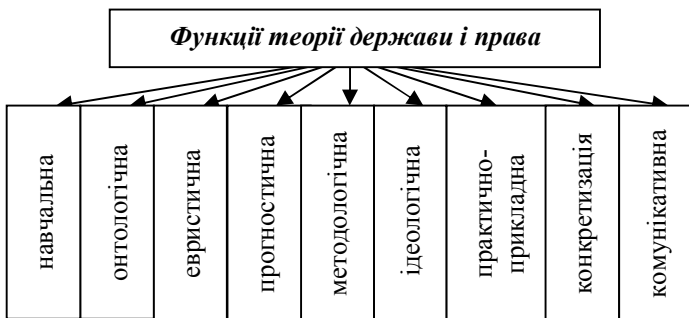 Функції теорії держави і права
навчальна
онтологічна
евристична
прогностична
методологічна
ідеологічна
практично-
прикладна
конкретизація
комунікативна